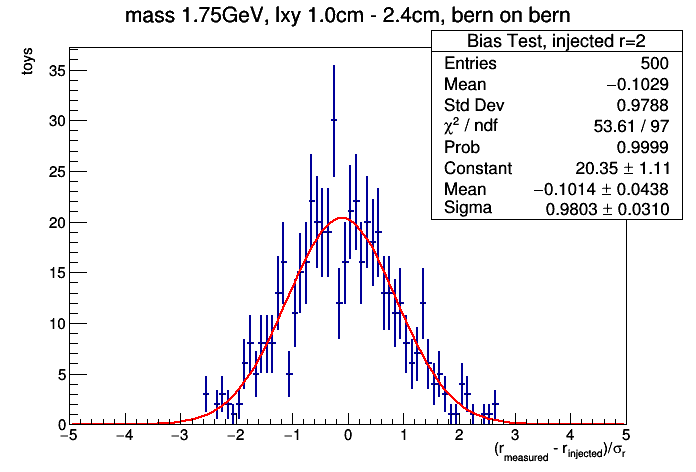 mass 1.75GeV, lxy 1.0cm - 2.4cm, bern on bern
Bias Test, injected r=2
Entries 500
Mean −0.1029
Std Dev 0.9788
χ² / ndf 53.61 / 97
Prob 0.9999
Constant 20.35 ± 1.11
Mean −0.1014 ± 0.0438
Sigma 0.9803 ± 0.0310
toys
35
30
25
20
15
10
5
0
−5 −4 −3 −2 −1 0 1 2 3 4 5
(r_measured - r_injected)/σ_r